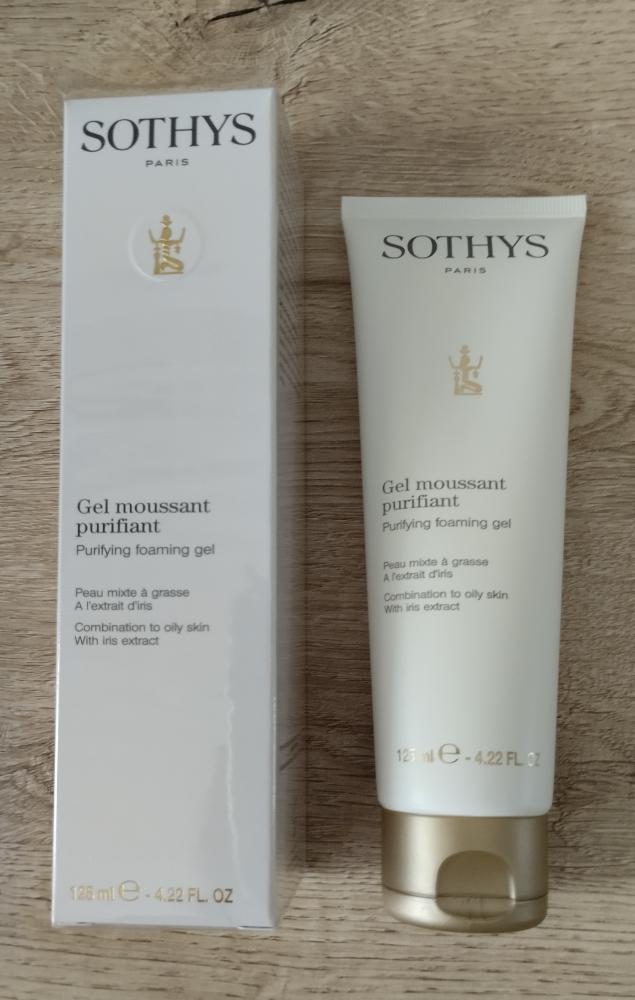 SOTHYS
PARIS
Gel moussant
purifiant
Purifying foaming gel
Peau mixte à grasse
A l'extrait d'iris
Combination to oily skin
With iris extract
125 ml ℮ - 4.22 FL. OZ
SOTHYS
PARIS
Gel moussant
purifiant
Purifying foaming gel
Peau mixte à grasse
A l'extrait d'iris
Combination to oily skin
With iris extract
125 ml ℮ - 4.22 FL. OZ